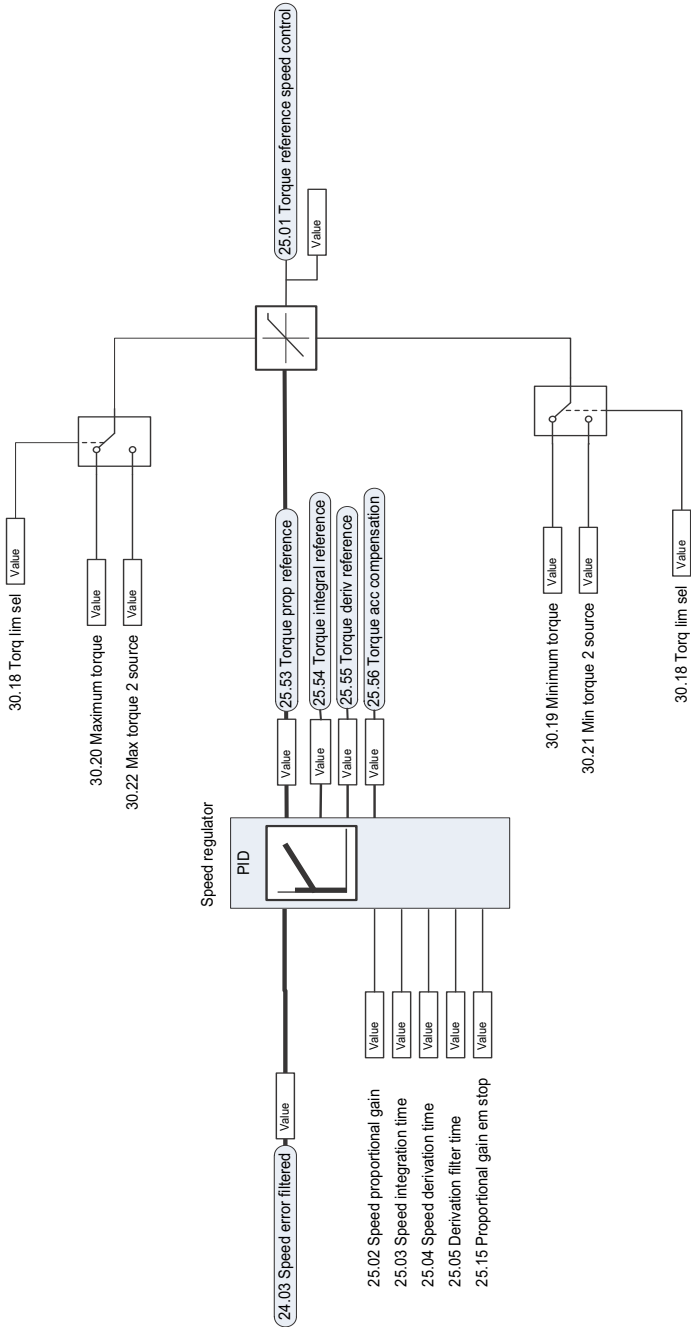 30.18 Torq lim sel Value
30.20 Maximum torque Value
30.22 Max torque 2 source Value
Speed regulator
PID
24.03 Speed error filtered Value
Value 25.53 Torque prop reference
Value 25.54 Torque integral reference
Value 25.55 Torque deriv reference
Value 25.56 Torque acc compensation
25.01 Torque reference speed control
Value
25.02 Speed proportional gain Value
25.03 Speed integration time Value
25.04 Speed derivation time Value
25.05 Derivation filter time Value
25.15 Proportional gain em stop Value
30.19 Minimum torque Value
30.21 Min torque 2 source Value
30.18 Torq lim sel Value